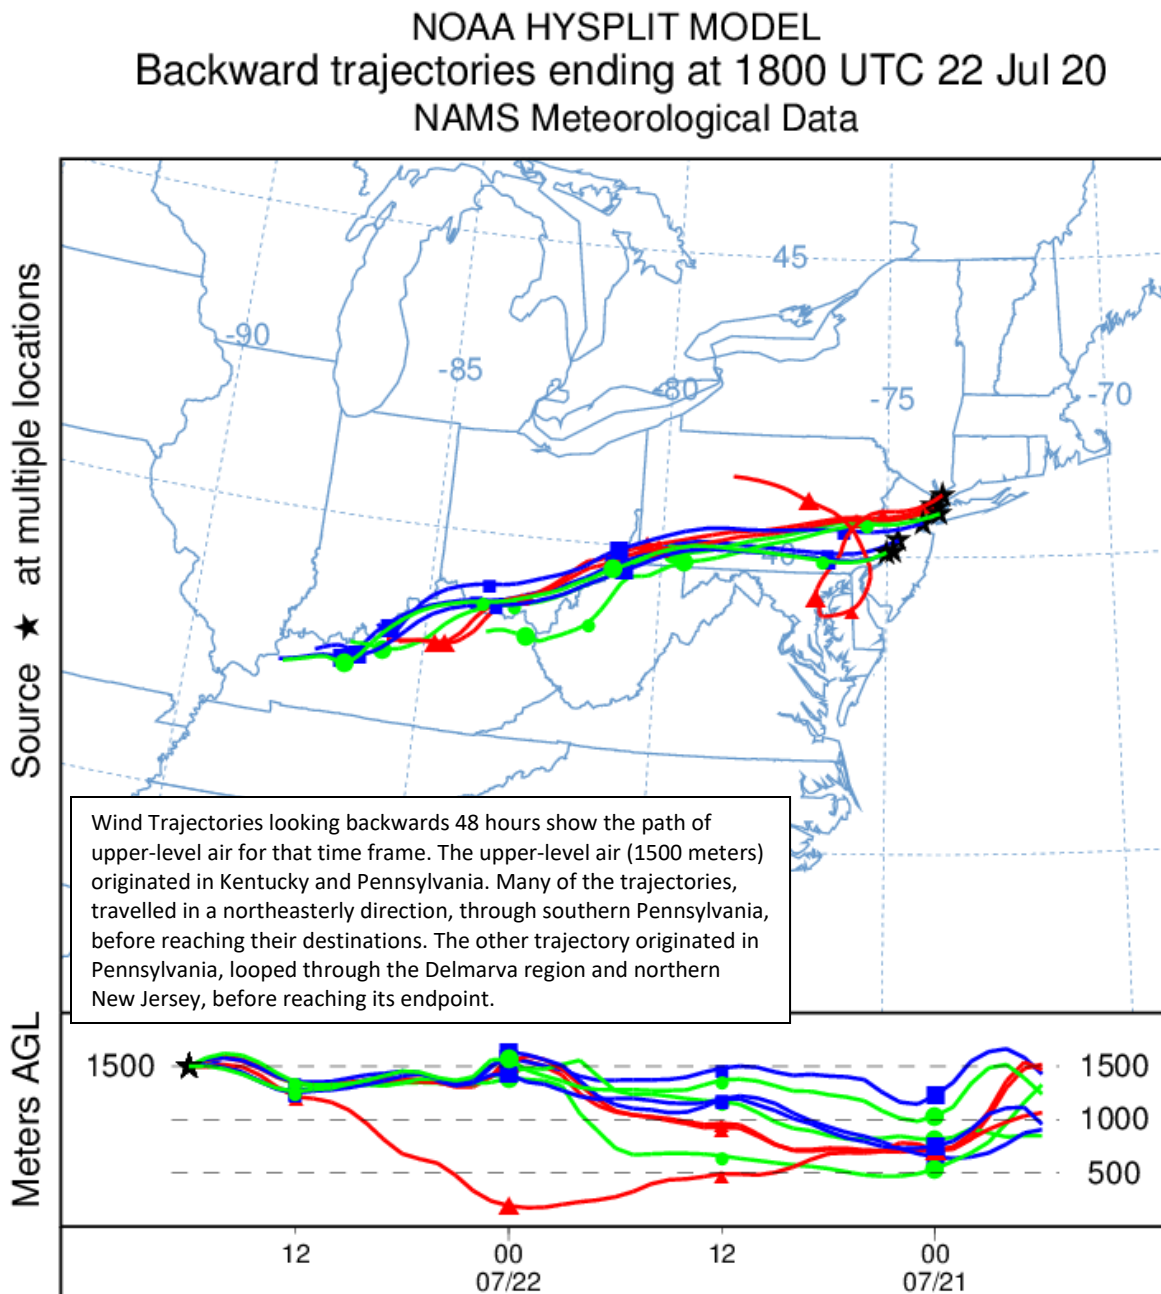 NOAA HYSPLIT MODEL
Backward trajectories ending at 1800 UTC 22 Jul 20
NAMS Meteorological Data
Source ★ at multiple locations
45
-90
-85
-80
-75
-70
40
Wind Trajectories looking backwards 48 hours show the path of
upper-level air for that time frame. The upper-level air (1500 meters)
originated in Kentucky and Pennsylvania. Many of the trajectories,
travelled in a northeasterly direction, through southern Pennsylvania,
before reaching their destinations. The other trajectory originated in
Pennsylvania, looped through the Delmarva region and northern
New Jersey, before reaching its endpoint.
Meters AGL
1500
1500
1000
500
12
00
12
00
07/22
07/21